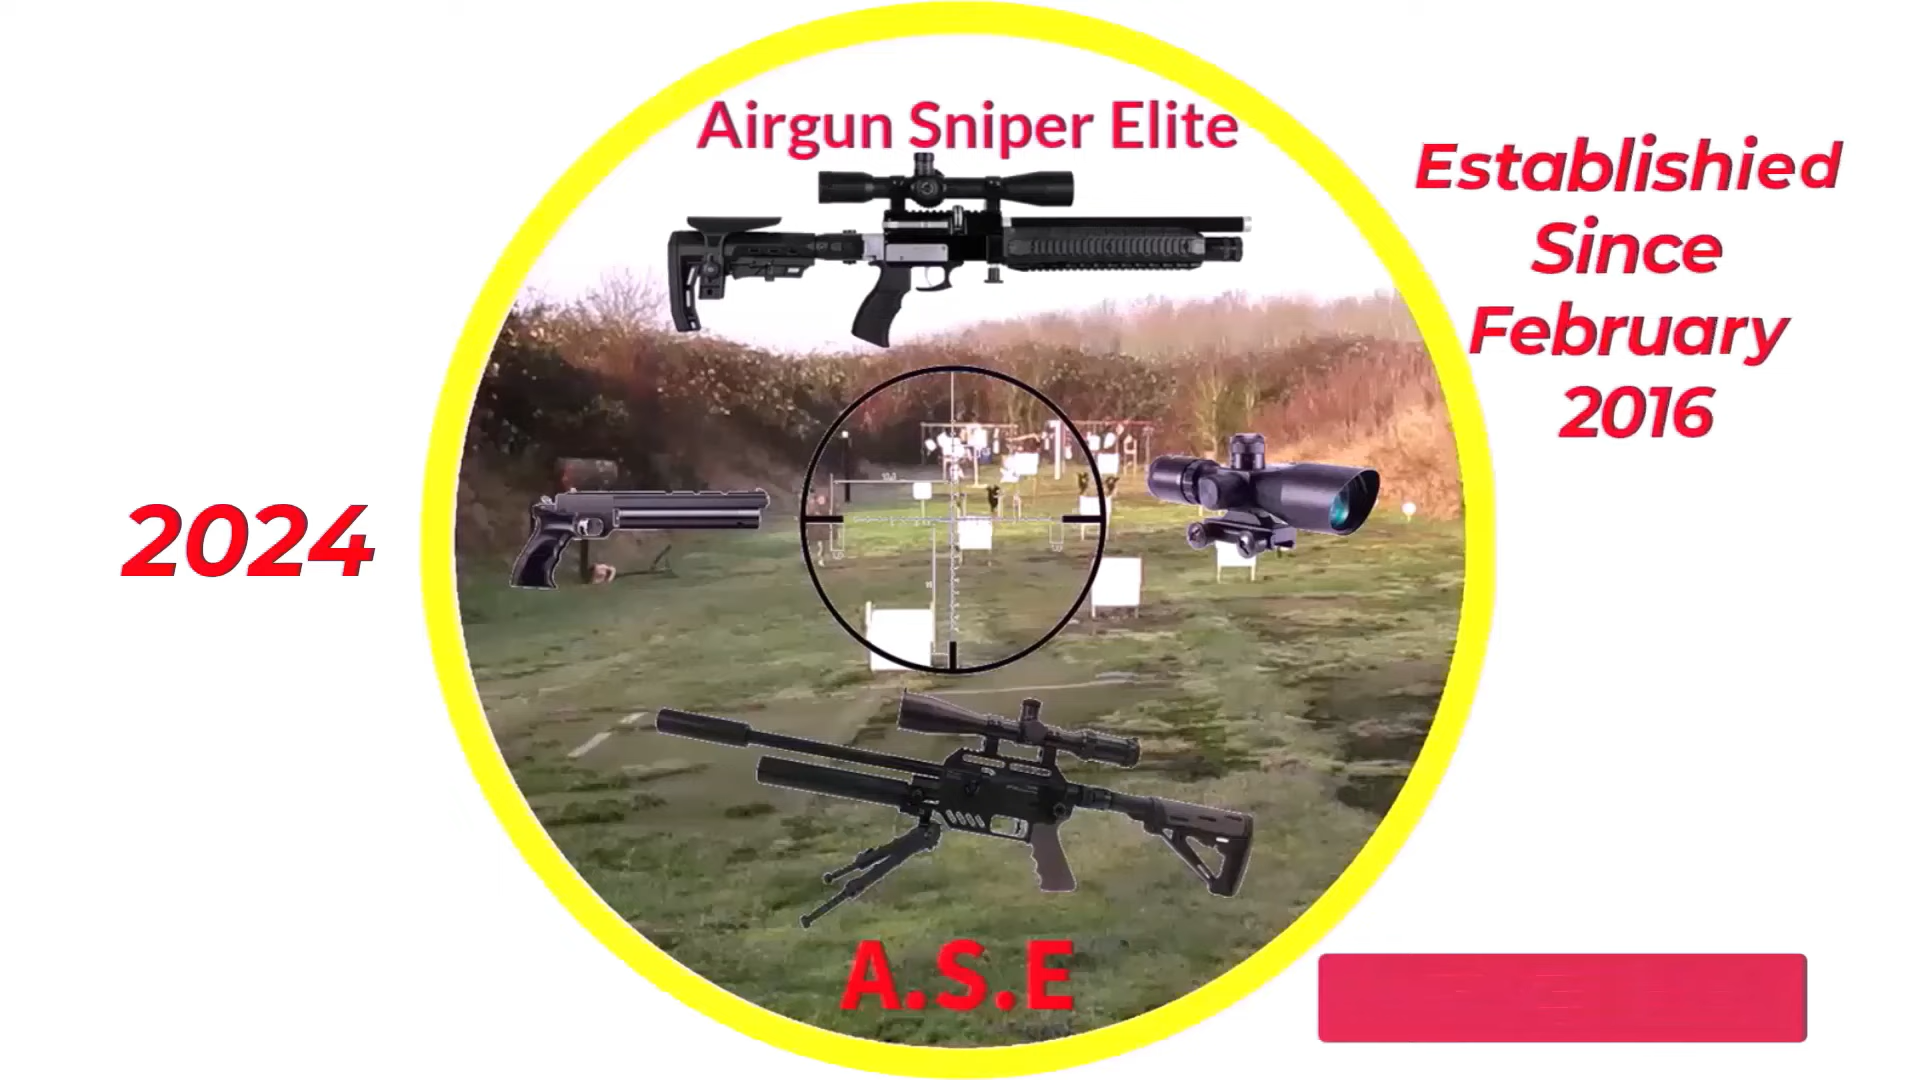 Airgun Sniper Elite
Establishied
Since
February
2016
2024
A.S.E